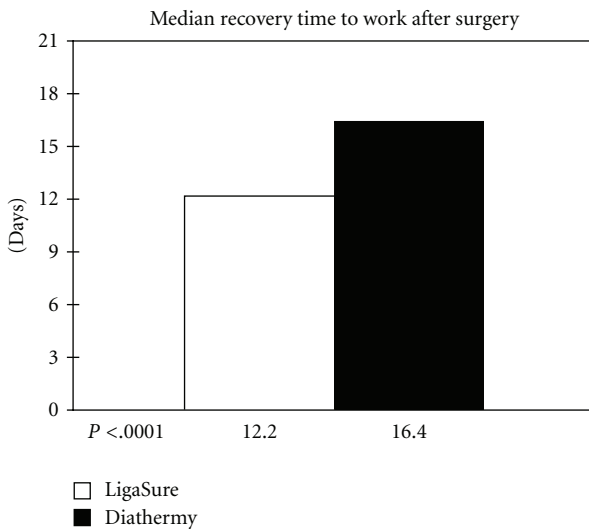 Median recovery time to work after surgery
21
18
15
12
9
6
3
0
(Days)
P <.0001 12.2 16.4
LigaSure
Diathermy